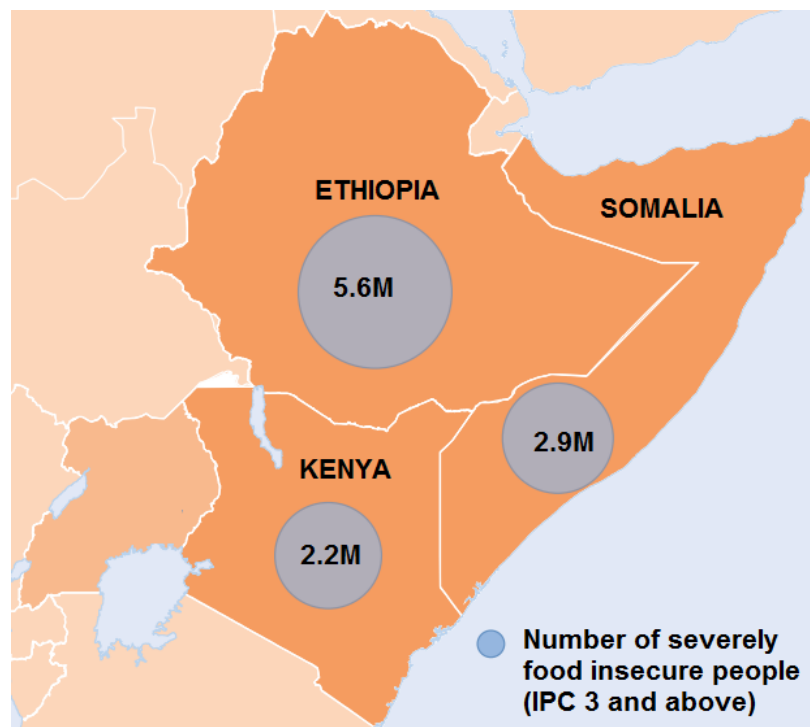 ETHIOPIA
5.6M
SOMALIA
2.9M
KENYA
2.2M
Number of severely
food insecure people
(IPC 3 and above)